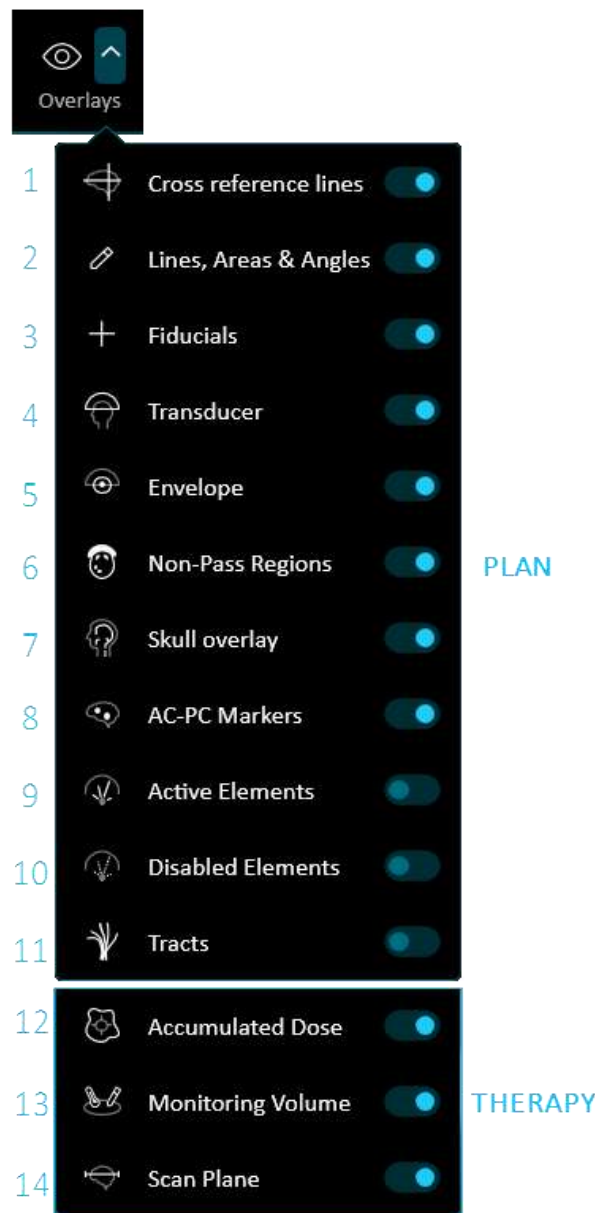 Overlays
1 Cross reference lines
2 Lines, Areas & Angles
3 Fiducials
4 Transducer
5 Envelope
6 Non-Pass Regions PLAN
7 Skull overlay
8 AC-PC Markers
9 Active Elements
10 Disabled Elements
11 Tracts
12 Accumulated Dose
13 Monitoring Volume THERAPY
14 Scan Plane